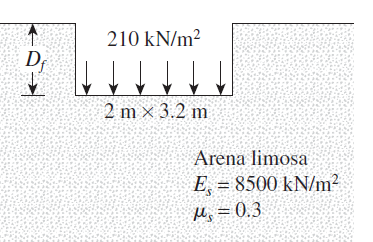 210 kN/m²
D_f
2 m × 3.2 m
Arena limosa
E_s = 8500 kN/m²
μ_s = 0.3